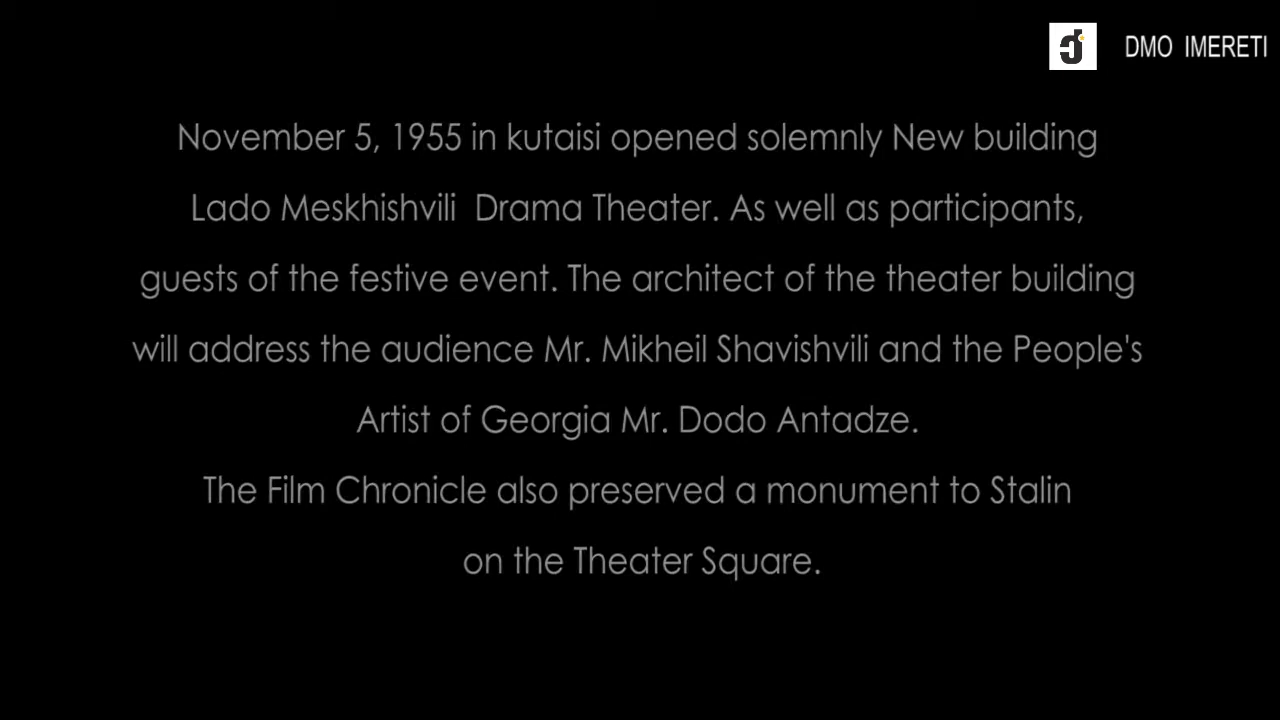 DMO IMERETI
November 5, 1955 in kutaisi opened solemnly New building
Lado Meskhishvili Drama Theater. As well as participants,
guests of the festive event. The architect of the theater building
will address the audience Mr. Mikheil Shavishvili and the People's
Artist of Georgia Mr. Dodo Antadze.
The Film Chronicle also preserved a monument to Stalin
on the Theater Square.